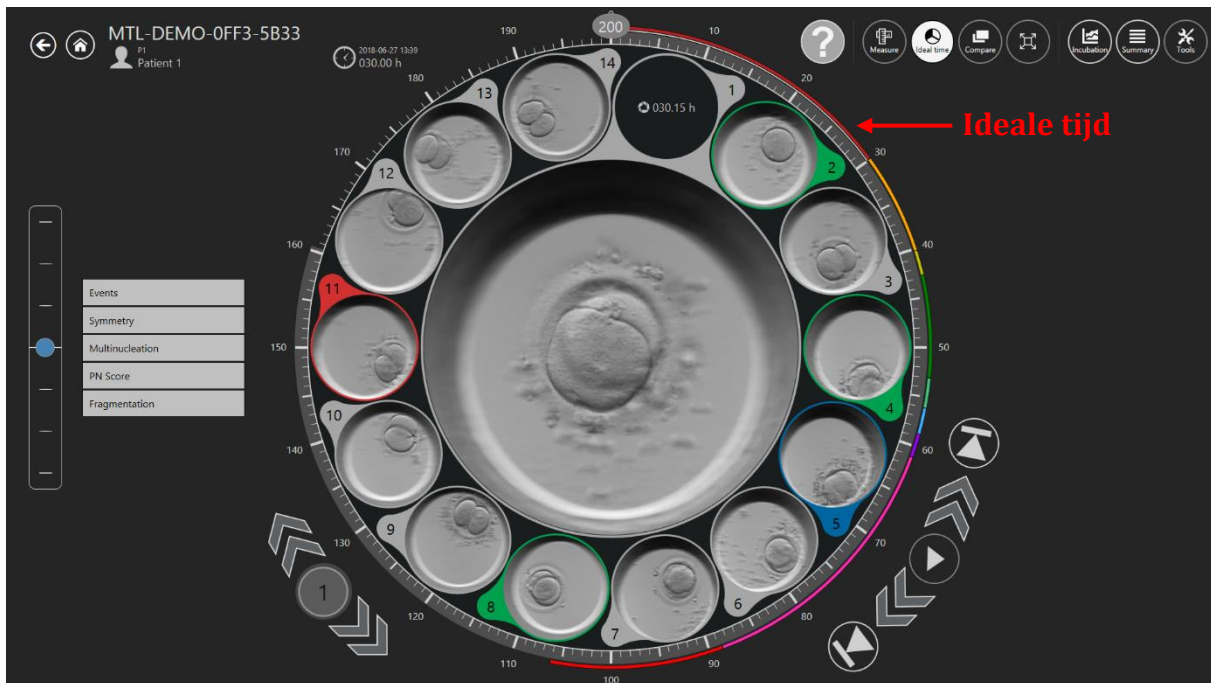 MTL-DEMO-0FF3-5B33
P1
Patient 1
2018-06-27 13:39
030.00 h
?
Measure
Ideal time
Compare
Incubation
Summary
Tools
Ideale tijd
200
10
20
30
40
50
60
70
80
90
100
110
120
130
140
150
160
170
180
190
030.15 h
1
2
3
4
5
6
7
8
9
10
11
12
13
14
Events
Symmetry
Multinucleation
PN Score
Fragmentation
1